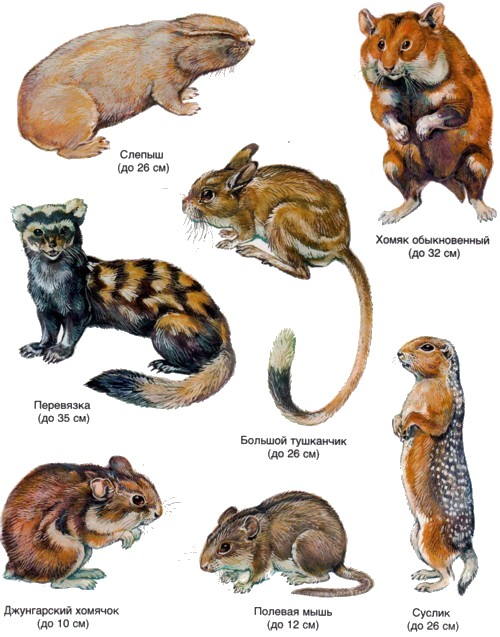 Слепыш
(до 26 см)
Хомяк обыкновенный
(до 32 см)
Перевязка
(до 35 см)
Большой тушканчик
(до 26 см)
Джунгарский хомячок
(до 10 см)
Полевая мышь
(до 12 см)
Суслик
(до 26 см)